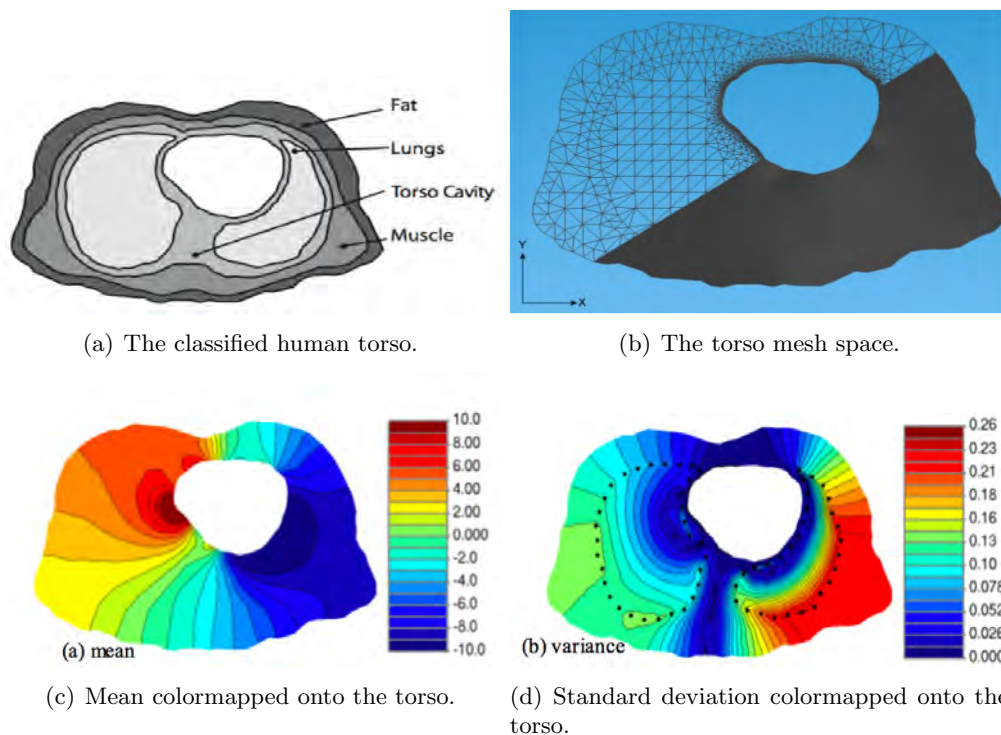 Fat
Lungs
Torso Cavity
Muscle
Y
X
(a) The classified human torso.
(b) The torso mesh space.
10.0
8.00
6.00
4.00
2.00
0.000
-2.0
-4.0
-6.0
-8.0
-10.0
(a) mean
0.26
0.23
0.21
0.18
0.16
0.13
0.10
0.078
0.052
0.026
0.000
(b) variance
(c) Mean colormapped onto the torso.
(d) Standard deviation colormapped onto the
torso.